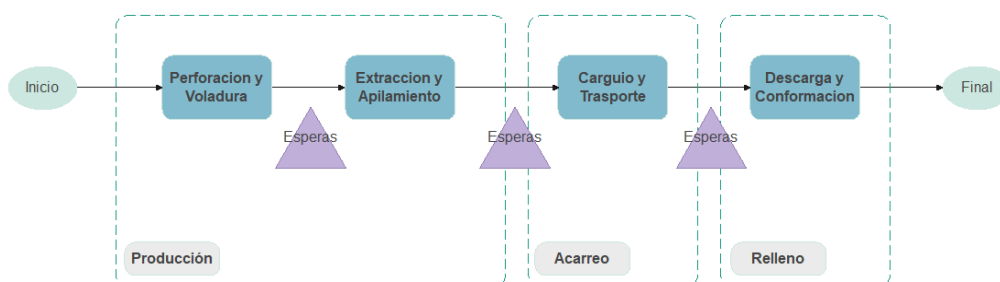 Inicio
Perforacion y
Voladura
Extraccion y
Apilamiento
Carguio y
Trasporte
Descarga y
Conformacion
Final
Esperas
Esperas
Esperas
Producción
Acarreo
Relleno